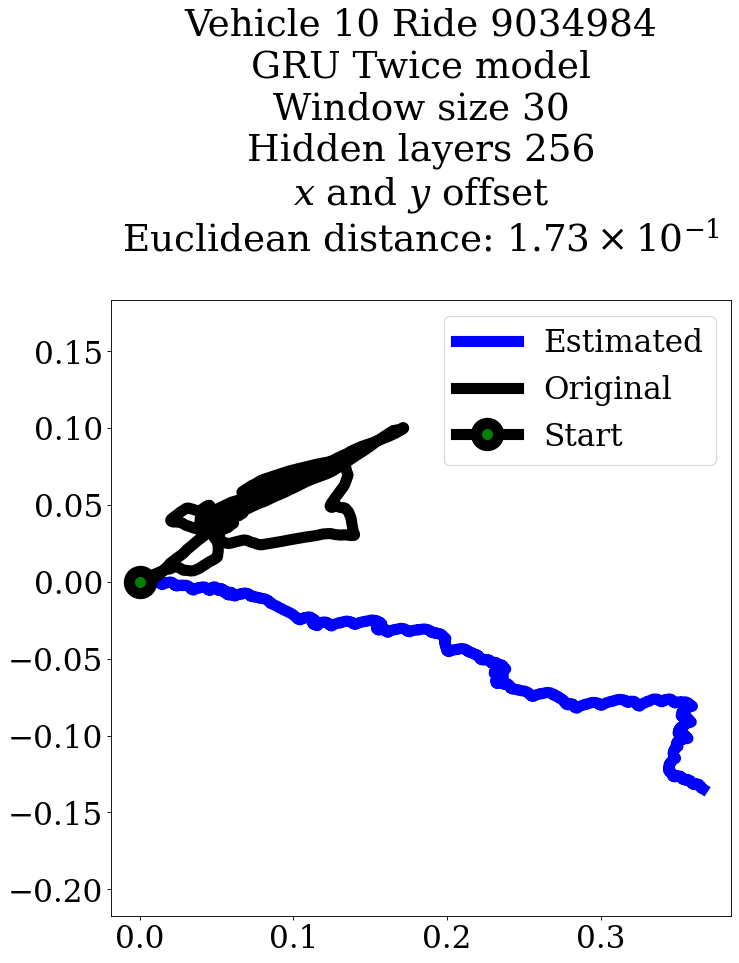 Vehicle 10 Ride 9034984
GRU Twice model
Window size 30
Hidden layers 256
x and y offset
Euclidean distance: 1.73 × 10⁻¹
Estimated
Original
Start
0.15
0.10
0.05
0.00
−0.05
−0.10
−0.15
−0.20
0.0 0.1 0.2 0.3